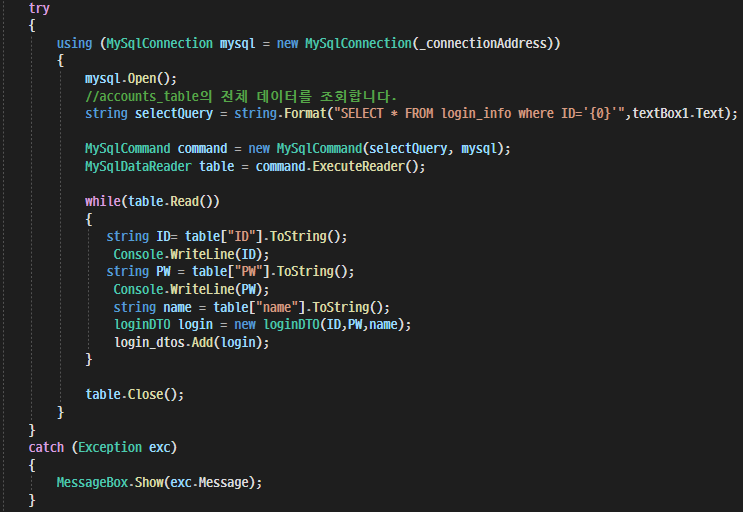 try
{
using (MySqlConnection mysql = new MySqlConnection(_connectionAddress))
{
mysql.Open();
//accounts_table의 전체 데이터를 조회합니다.
string selectQuery = string.Format("SELECT * FROM login_info where ID='{0}'",textBox1.Text);
MySqlCommand command = new MySqlCommand(selectQuery, mysql);
MySqlDataReader table = command.ExecuteReader();
while(table.Read())
{
string ID= table["ID"].ToString();
Console.WriteLine(ID);
string PW = table["PW"].ToString();
Console.WriteLine(PW);
string name = table["name"].ToString();
loginDTO login = new loginDTO(ID,PW,name);
login_dtos.Add(login);
}
table.Close();
}
}
catch (Exception exc)
{
MessageBox.Show(exc.Message);
}